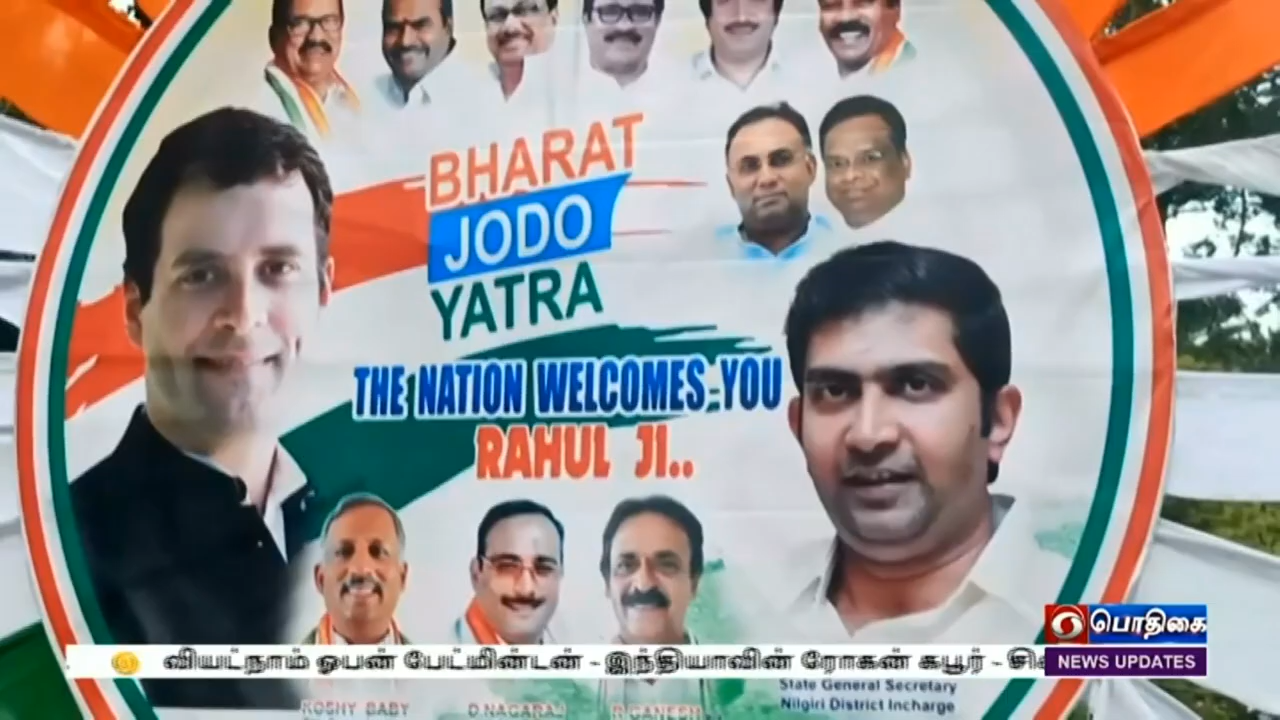 BHARAT
JODO
YATRA
THE NATION WELCOMES YOU
RAHUL JI..
பொதிகை
NEWS UPDATES
வியட்நாம் ஓபன் பேட்மின்டன் - இந்தியாவின் ரோகன் கபூர் -
State General Secretary
Nilgiri District Incharge
KOSHY BABY
D.NAGARAJ
R.GANESH